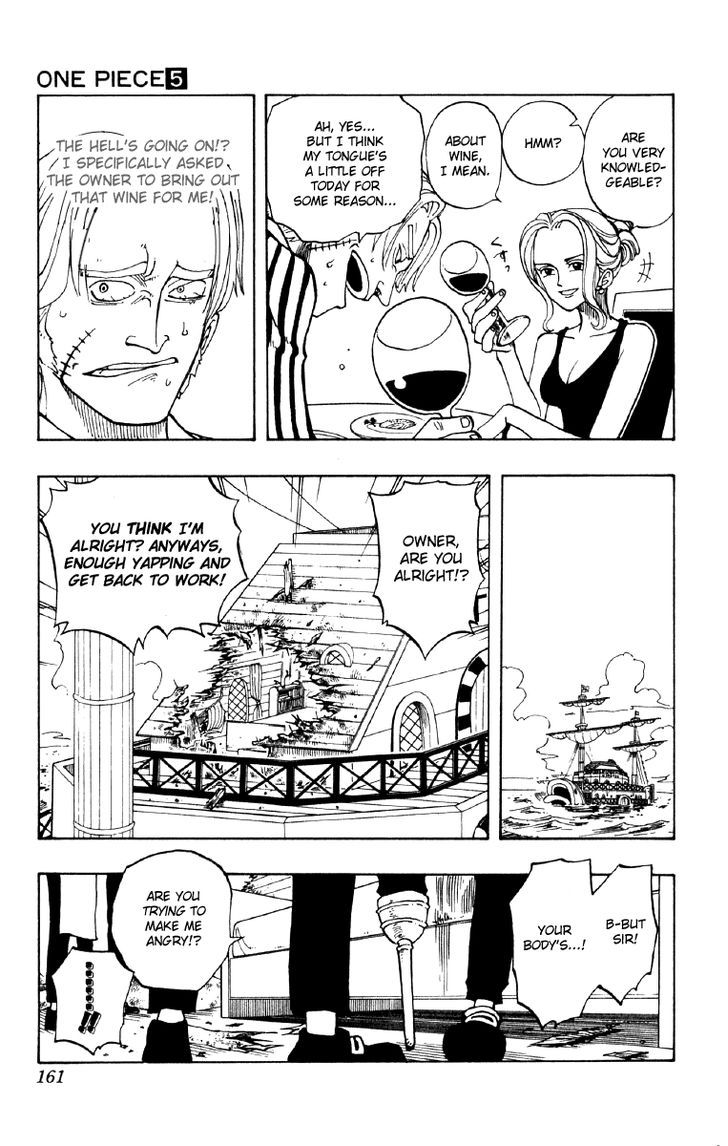 ONE PIECE 5
ARE
YOU VERY
KNOWLED-
GEABLE?
HMM?
ABOUT
WINE,
I MEAN.
AH, YES...
BUT I THINK
MY TONGUE'S
A LITTLE OFF
TODAY FOR
SOME REASON...
THE HELL'S GOING ON!?
I SPECIFICALLY ASKED
THE OWNER TO BRING OUT
THAT WINE FOR ME!
OWNER,
ARE YOU
ALRIGHT!?
YOU THINK I'M
ALRIGHT? ANYWAYS,
ENOUGH YAPPING AND
GET BACK TO WORK!
B-BUT
SIR!
YOUR
BODY'S...!
ARE YOU
TRYING TO
MAKE ME
ANGRY!?
......!!
161